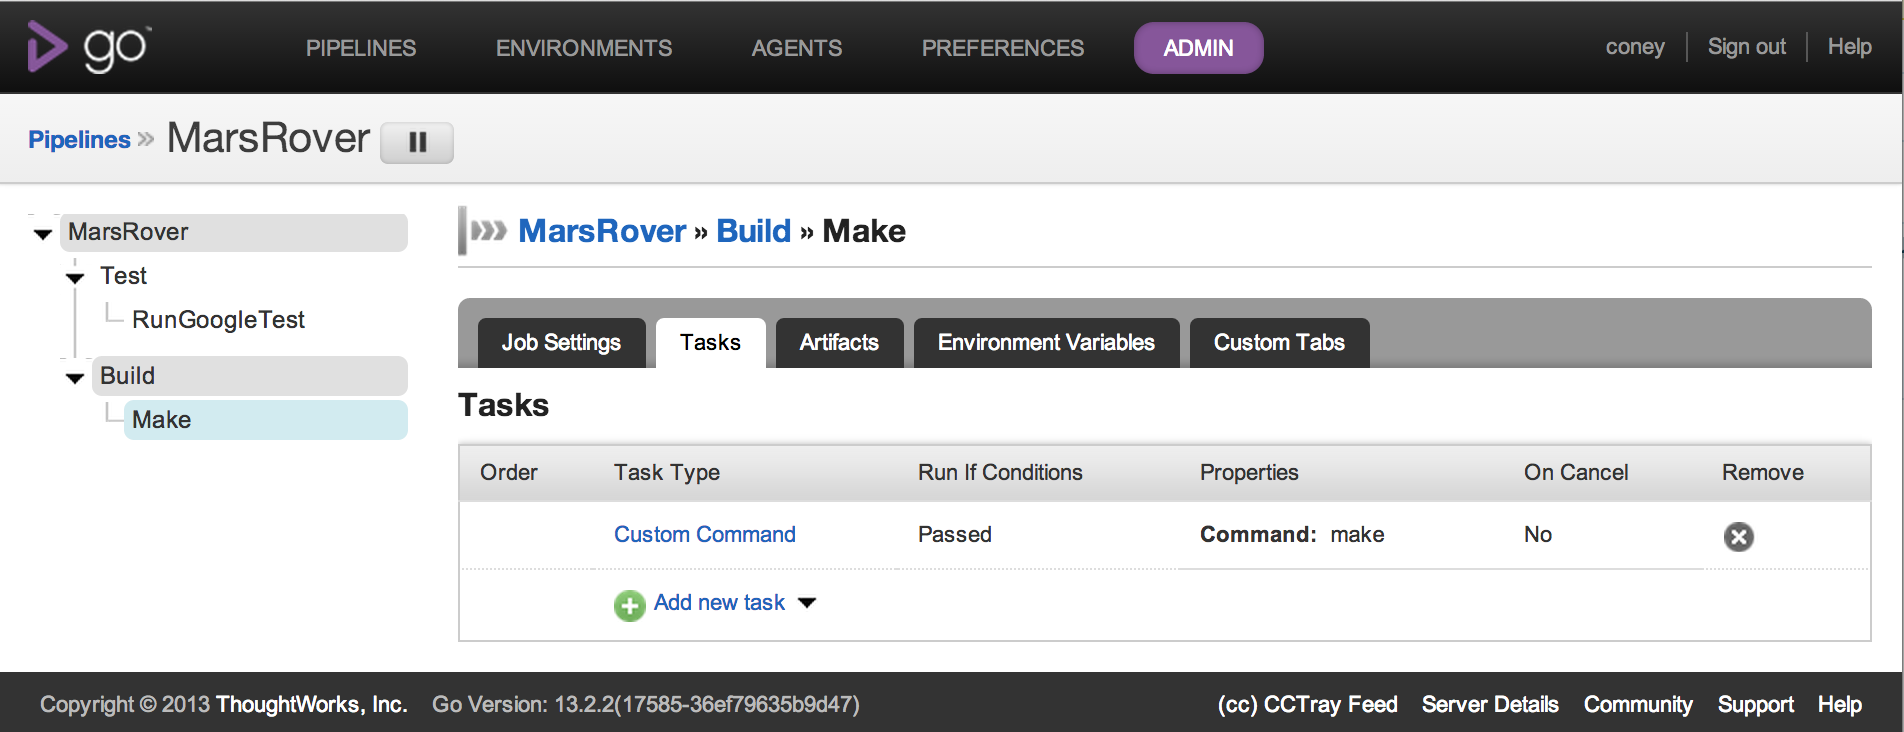 go™ PIPELINES ENVIRONMENTS AGENTS PREFERENCES ADMIN coney Sign out Help
Pipelines » MarsRover
MarsRover
Test
RunGoogleTest
Build
Make
MarsRover » Build » Make
Job Settings Tasks Artifacts Environment Variables Custom Tabs
Tasks
Order Task Type Run If Conditions Properties On Cancel Remove
Custom Command Passed Command: make No
Add new task
Copyright © 2013 ThoughtWorks, Inc. Go Version: 13.2.2(17585-36ef79635b9d47) (cc) CCTray Feed Server Details Community Support Help